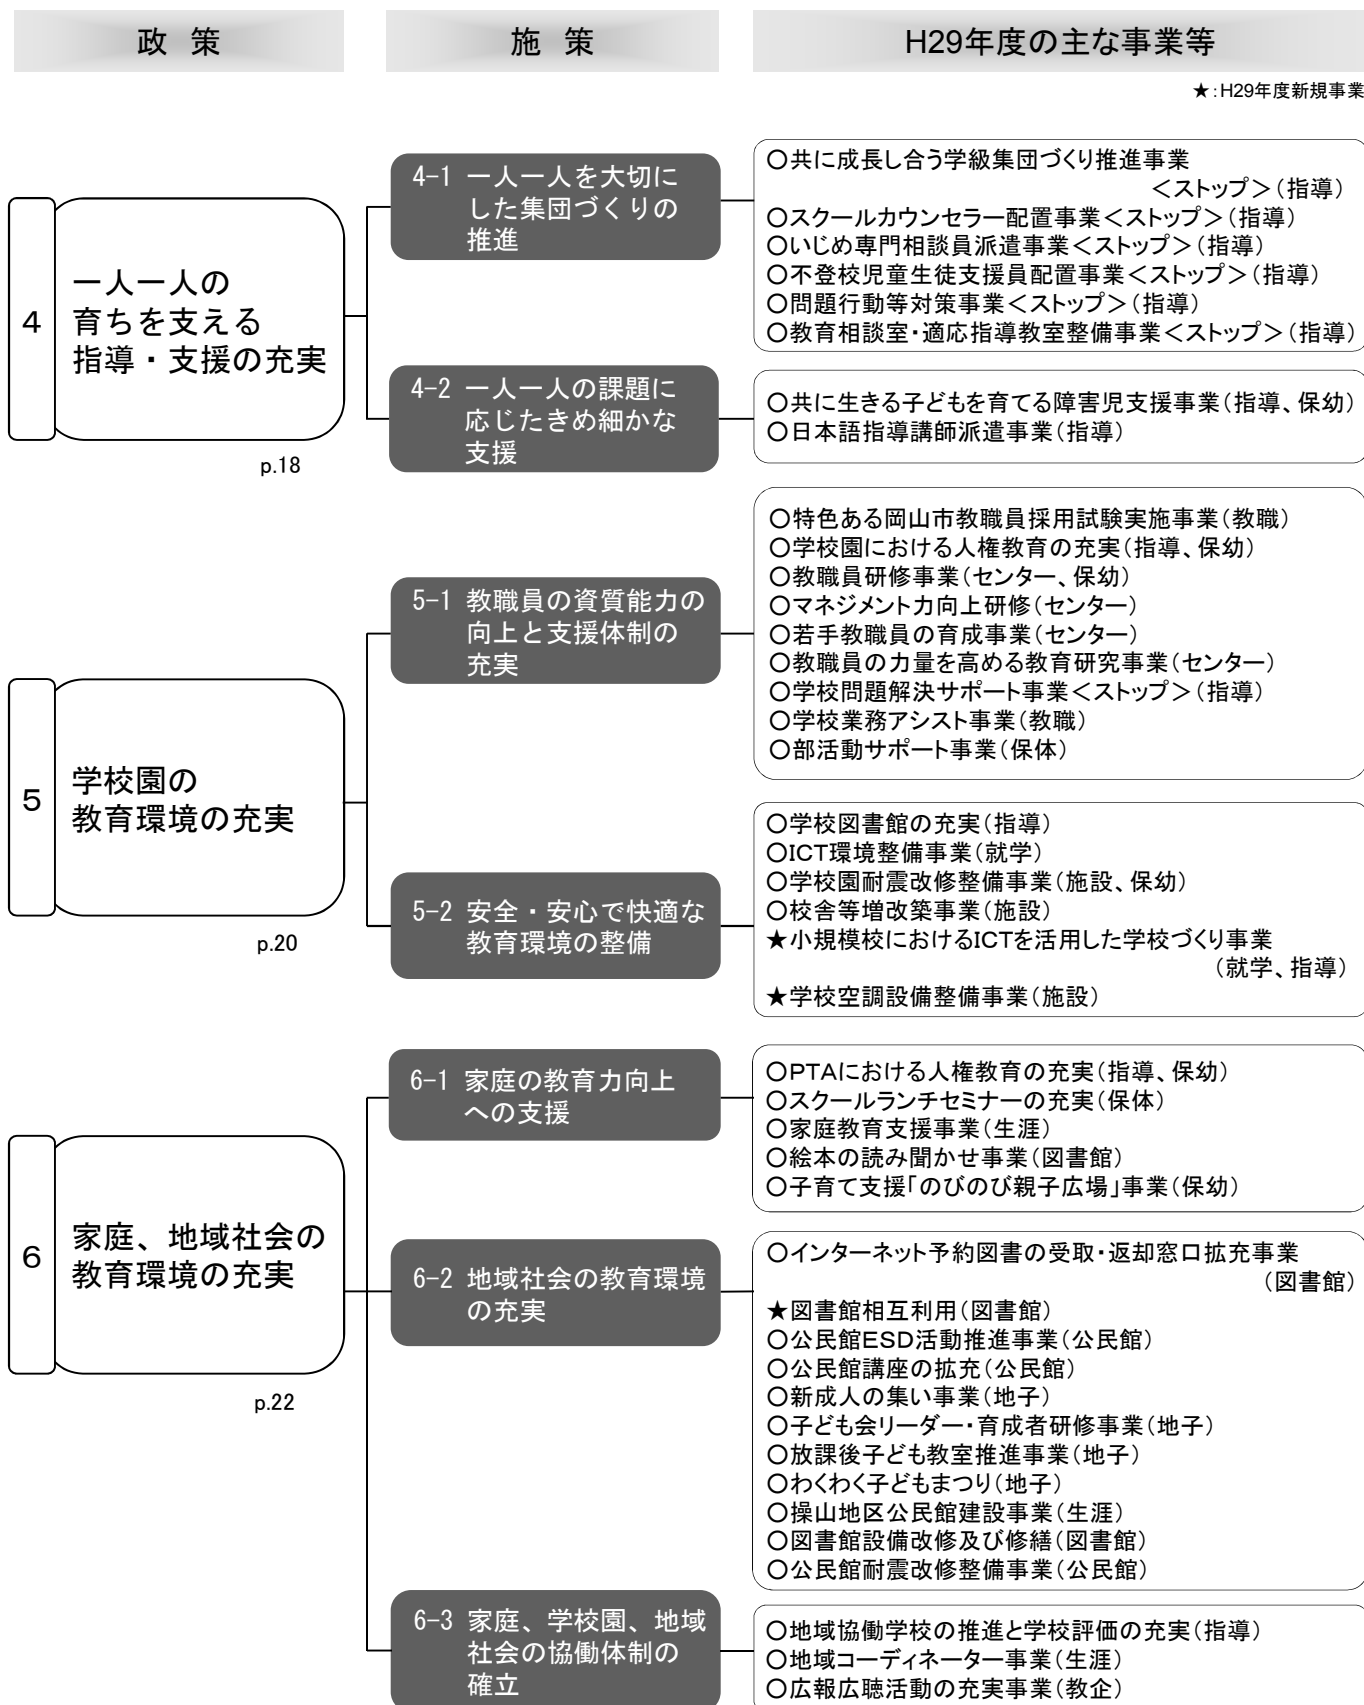 政 策
施 策
H29年度の主な事業等
★:H29年度新規事業
4
一人一人の
育ちを支える
指導・支援の充実
p.18
4-1 一人一人を大切に
した集団づくりの
推進
○共に成長し合う学級集団づくり推進事業
＜ストップ＞(指導)
○スクールカウンセラー配置事業＜ストップ＞(指導)
○いじめ専門相談員派遣事業＜ストップ＞(指導)
○不登校児童生徒支援員配置事業＜ストップ＞(指導)
○問題行動等対策事業＜ストップ＞(指導)
○教育相談室・適応指導教室整備事業＜ストップ＞(指導)
4-2 一人一人の課題に
応じたきめ細かな
支援
○共に生きる子どもを育てる障害児支援事業(指導、保幼)
○日本語指導講師派遣事業(指導)
5
学校園の
教育環境の充実
p.20
5-1 教職員の資質能力の
向上と支援体制の
充実
○特色ある岡山市教職員採用試験実施事業(教職)
○学校園における人権教育の充実(指導、保幼)
○教職員研修事業(センター、保幼)
○マネジメント力向上研修(センター)
○若手教職員の育成事業(センター)
○教職員の力量を高める教育研究事業(センター)
○学校問題解決サポート事業＜ストップ＞(指導)
○学校業務アシスト事業(教職)
○部活動サポート事業(保体)
5-2 安全・安心で快適な
教育環境の整備
○学校図書館の充実(指導)
○ICT環境整備事業(就学)
○学校園耐震改修整備事業(施設、保幼)
○校舎等増改築事業(施設)
★小規模校におけるICTを活用した学校づくり事業
(就学、指導)
★学校空調設備整備事業(施設)
6
家庭、地域社会の
教育環境の充実
p.22
6-1 家庭の教育力向上
への支援
○PTAにおける人権教育の充実(指導、保幼)
○スクールランチセミナーの充実(保体)
○家庭教育支援事業(生涯)
○絵本の読み聞かせ事業(図書館)
○子育て支援「のびのび親子広場」事業(保幼)
6-2 地域社会の教育環境
の充実
○インターネット予約図書の受取・返却窓口拡充事業
(図書館)
★図書館相互利用(図書館)
○公民館ESD活動推進事業(公民館)
○公民館講座の拡充(公民館)
○新成人の集い事業(地子)
○子ども会リーダー・育成者研修事業(地子)
○放課後子ども教室推進事業(地子)
○わくわく子どもまつり(地子)
○操山地区公民館建設事業(生涯)
○図書館設備改修及び修繕(図書館)
○公民館耐震改修整備事業(公民館)
6-3 家庭、学校園、地域
社会の協働体制の
確立
○地域協働学校の推進と学校評価の充実(指導)
○地域コーディネーター事業(生涯)
○広報広聴活動の充実事業(教企)